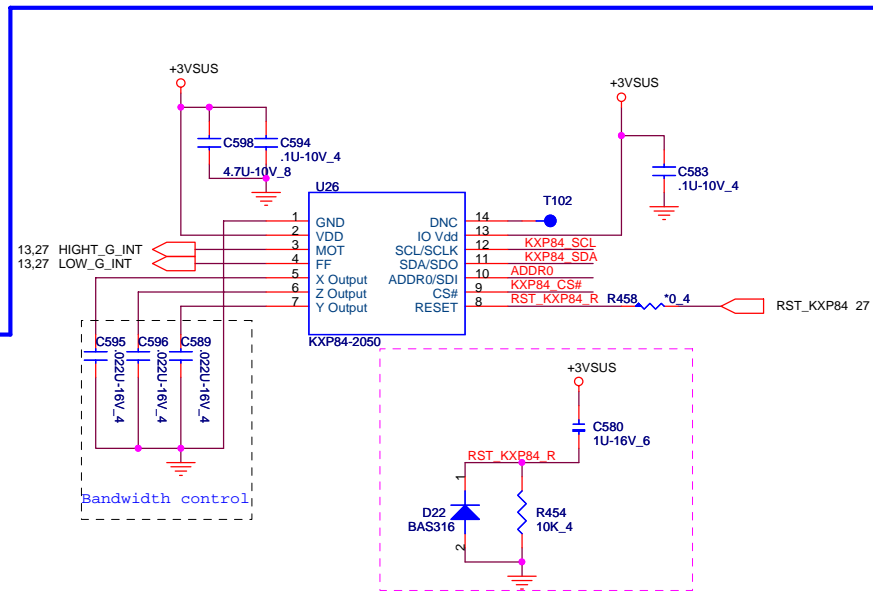 +3VSUS
+3VSUS
C598
C594
.1U-10V_4
4.7U-10V_8
C583
.1U-10V_4
U26
T102
1 GND
2 VDD
3 MOT
4 FF
5 X Output
6 Z Output
7 Y Output
DNC 14
IO Vdd 13
SCL/SCLK 12 KXP84_SCL
SDA/SDO 11 KXP84_SDA
ADDR0/SDI 10 ADDR0
CS# 9 KXP84_CS#
RESET 8 RST_KXP84_R
13,27 HIGHT_G_INT
13,27 LOW_G_INT
R458 *0_4
RST_KXP84 27
KXP84-2050
C595
.022U-16V_4
C596
.022U-16V_4
C589
.022U-16V_4
Bandwidth control
+3VSUS
C580
1U-16V_6
RST_KXP84_R
1
D22
BAS316
2
R454
10K_4